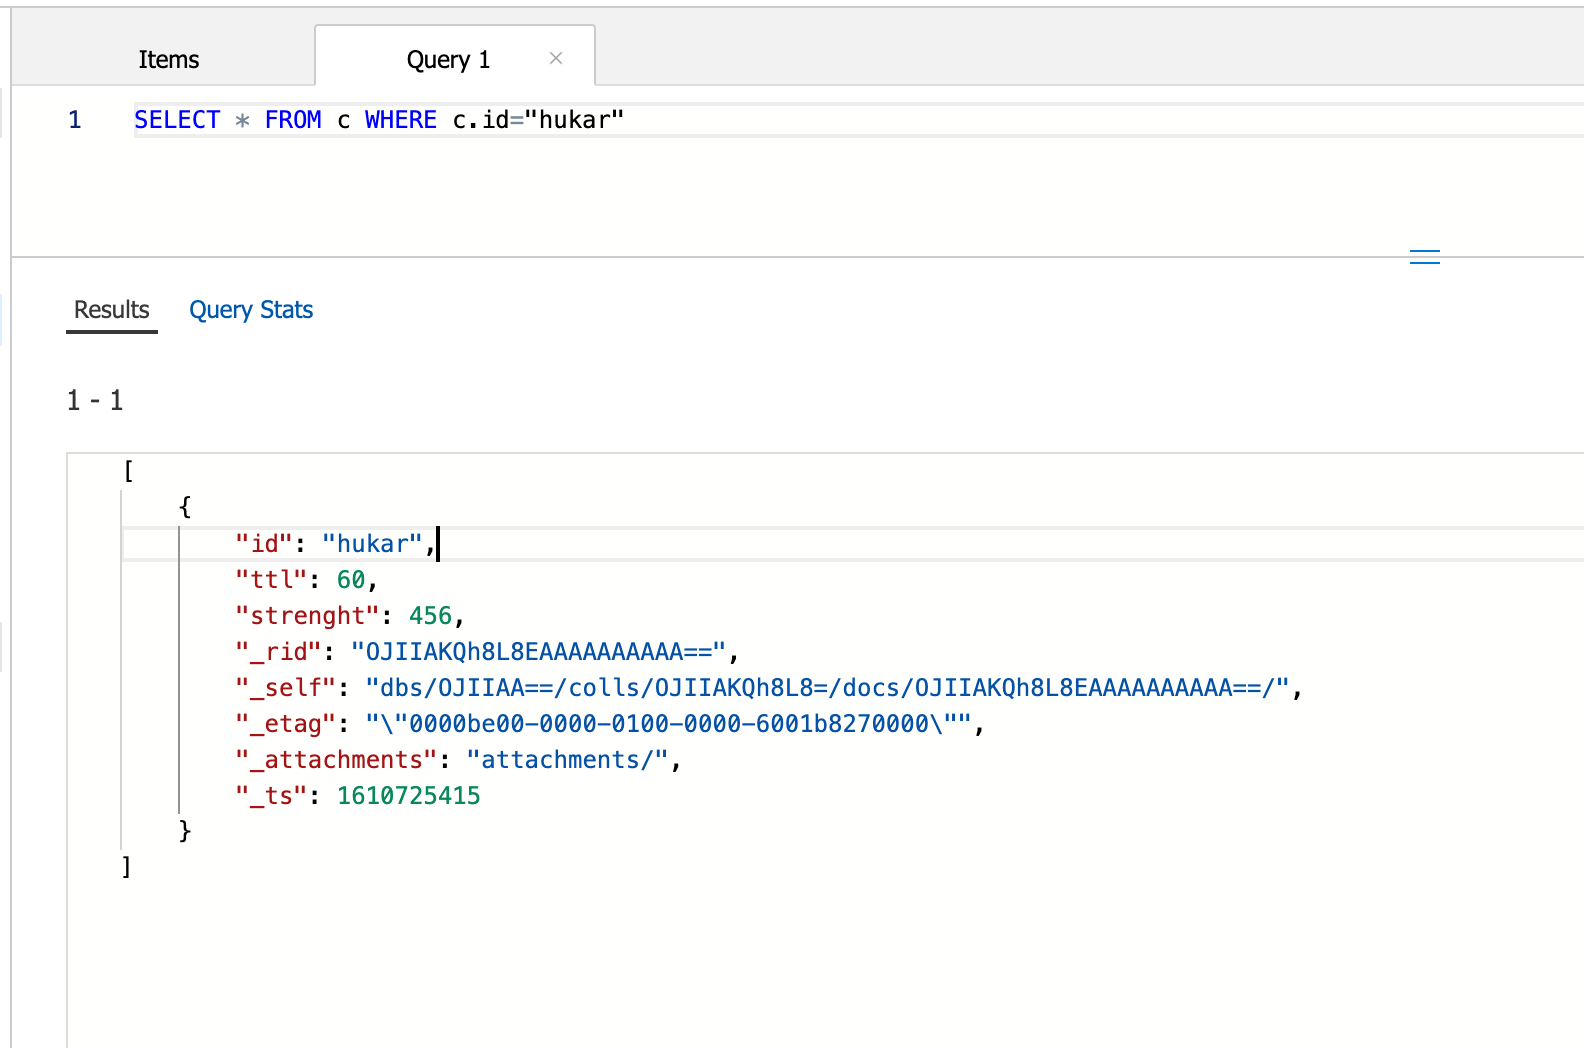 Items
Query 1 ×
1 SELECT * FROM c WHERE c.id="hukar"
Results Query Stats
1 - 1
[
{
"id": "hukar",
"ttl": 60,
"strenght": 456,
"_rid": "OJIIAKQh8L8EAAAAAAAAAA==",
"_self": "dbs/OJIIAA==/colls/OJIIAKQh8L8=/docs/OJIIAKQh8L8EAAAAAAAAAA==/",
"_etag": "\"0000be00-0000-0100-0000-6001b8270000\"",
"_attachments": "attachments/",
"_ts": 1610725415
}
]